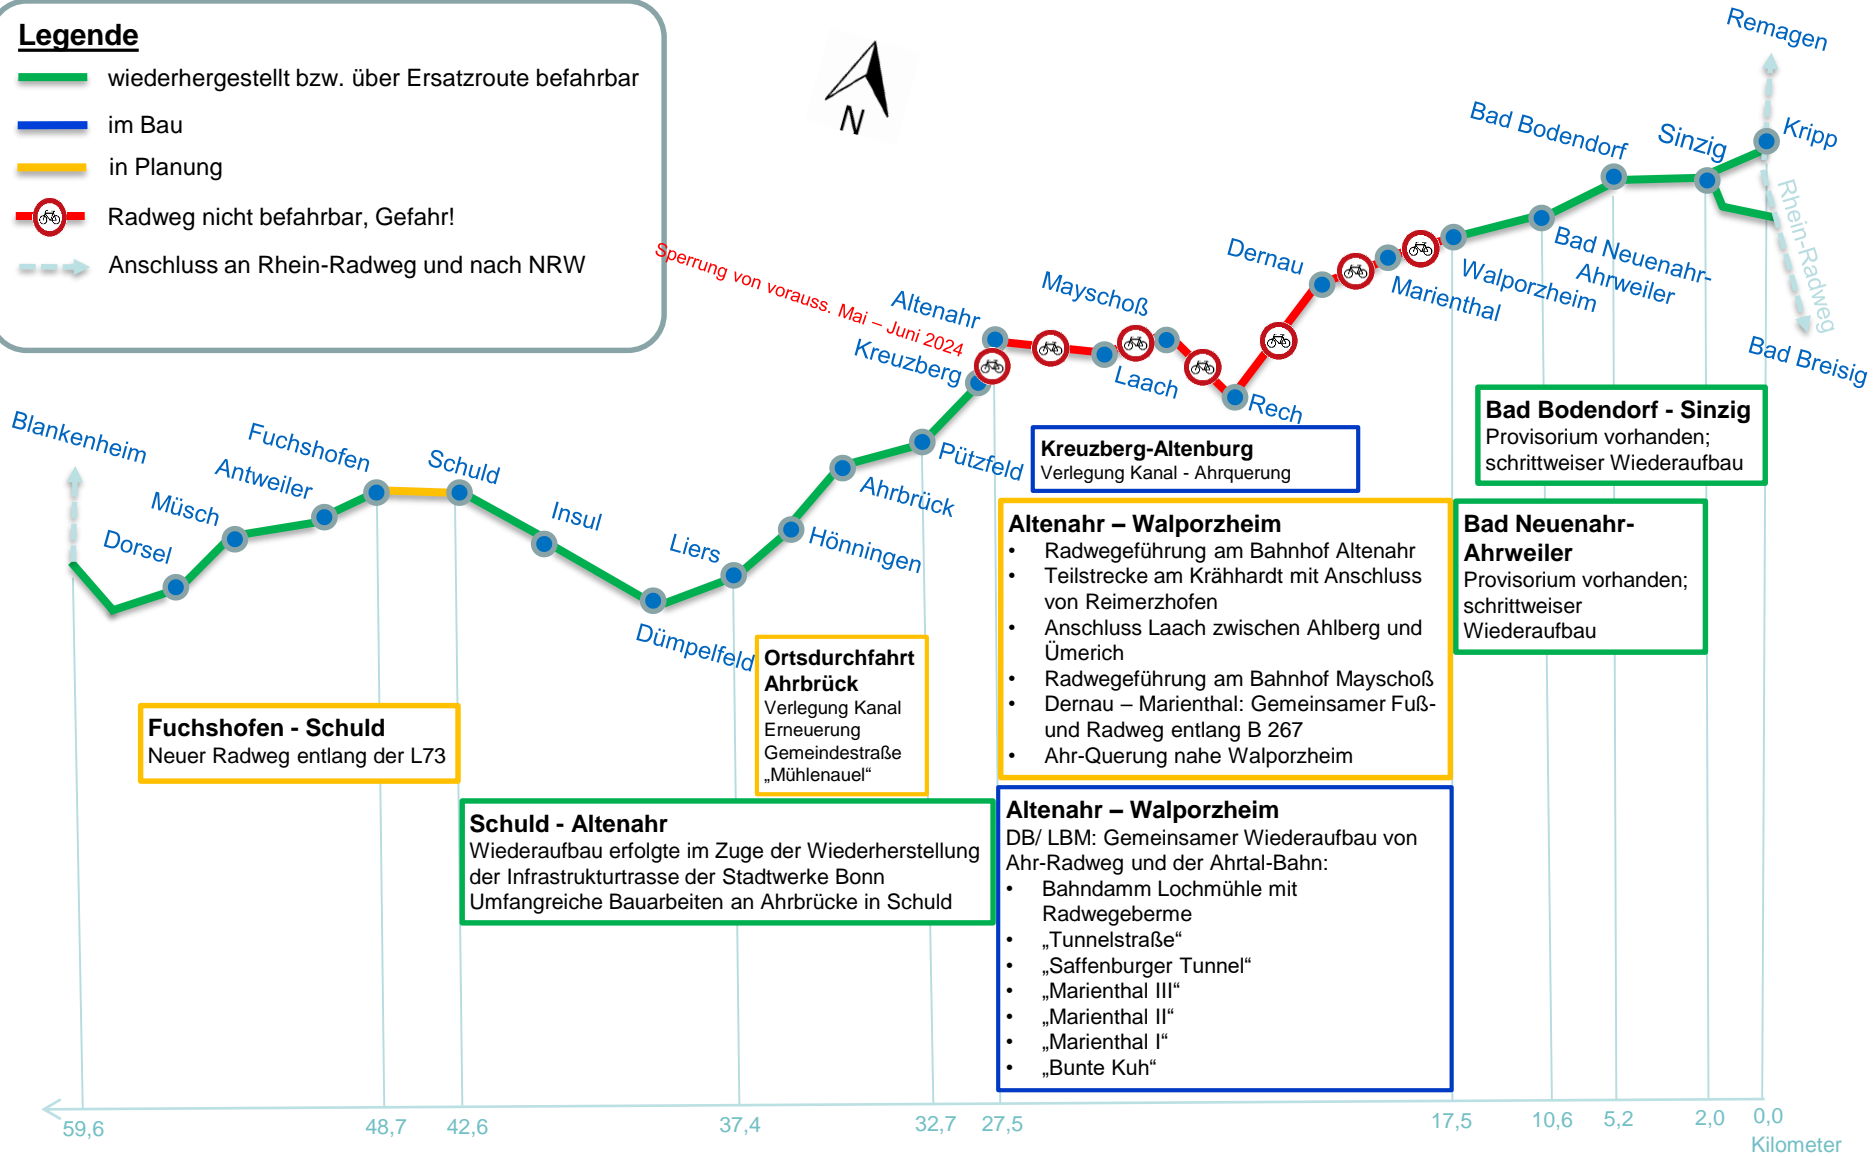 Legende
wiederhergestellt bzw. über Ersatzroute befahrbar
im Bau
in Planung
Radweg nicht befahrbar, Gefahr!
Anschluss an Rhein-Radweg und nach NRW
N
Remagen
Kripp
Sinzig
Bad Bodendorf
Rhein-Radweg
Bad Breisig
Bad Neuenahr-
Ahrweiler
Walporzheim
Marienthal
Dernau
Rech
Mayschoß
Laach
Altenahr
Sperrung von vorauss. Mai – Juni 2024
Kreuzberg
Pützfeld
Ahrbrück
Hönningen
Liers
Dümpelfeld
Insul
Schuld
Fuchshofen
Antweiler
Müsch
Dorsel
Blankenheim
Bad Bodendorf - Sinzig
Provisorium vorhanden;
schrittweiser Wiederaufbau
Kreuzberg-Altenburg
Verlegung Kanal - Ahrquerung
Altenahr – Walporzheim
• Radwegeführung am Bahnhof Altenahr
• Teilstrecke am Krähhardt mit Anschluss
von Reimerzhofen
• Anschluss Laach zwischen Ahlberg und
Ümerich
• Radwegeführung am Bahnhof Mayschoß
• Dernau – Marienthal: Gemeinsamer Fuß-
und Radweg entlang B 267
• Ahr-Querung nahe Walporzheim
Bad Neuenahr-
Ahrweiler
Provisorium vorhanden;
schrittweiser
Wiederaufbau
Ortsdurchfahrt
Ahrbrück
Verlegung Kanal
Erneuerung
Gemeindestraße
„Mühlenauel“
Fuchshofen - Schuld
Neuer Radweg entlang der L73
Schuld - Altenahr
Wiederaufbau erfolgte im Zuge der Wiederherstellung
der Infrastrukturtrasse der Stadtwerke Bonn
Umfangreiche Bauarbeiten an Ahrbrücke in Schuld
Altenahr – Walporzheim
DB/ LBM: Gemeinsamer Wiederaufbau von
Ahr-Radweg und der Ahrtal-Bahn:
• Bahndamm Lochmühle mit
Radwegeberme
• „Tunnelstraße“
• „Saffenburger Tunnel“
• „Marienthal III“
• „Marienthal II“
• „Marienthal I“
• „Bunte Kuh“
59,6
48,7
42,6
37,4
32,7
27,5
17,5
10,6
5,2
2,0
0,0
Kilometer